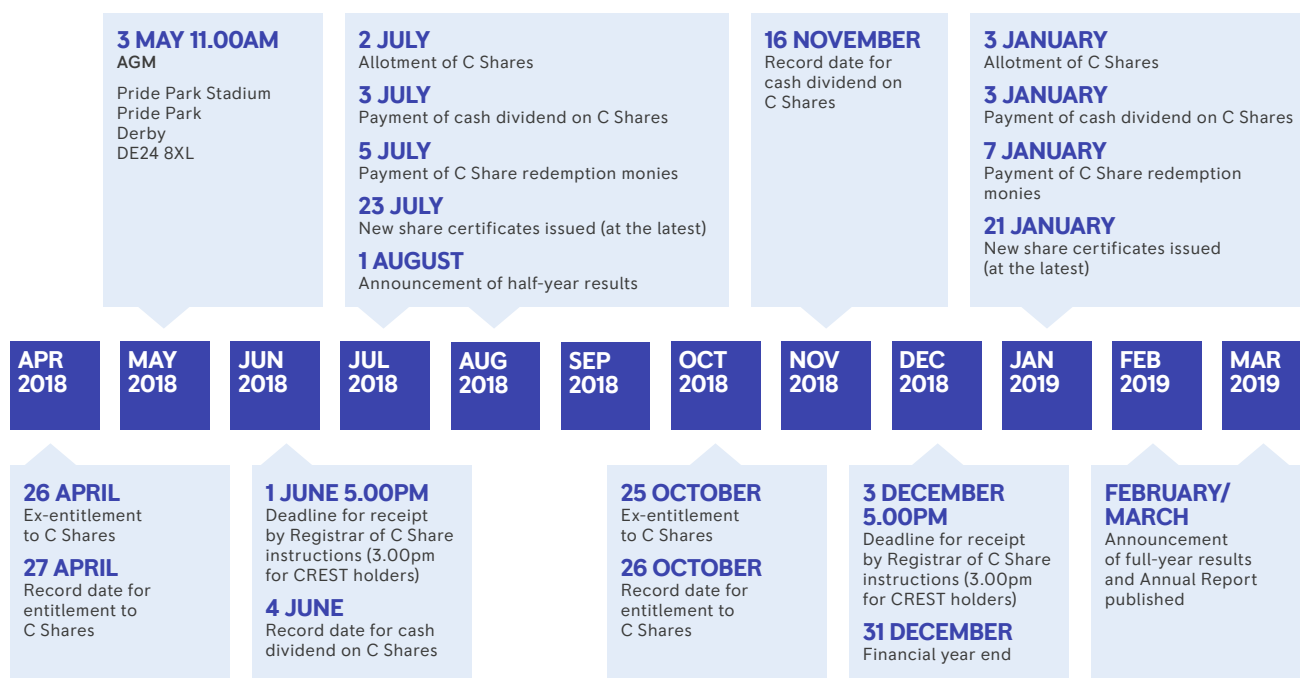 3 MAY 11.00AM
AGM
Pride Park Stadium
Pride Park
Derby
DE24 8XL
2 JULY
Allotment of C Shares
3 JULY
Payment of cash dividend on C Shares
5 JULY
Payment of C Share redemption monies
23 JULY
New share certificates issued (at the latest)
1 AUGUST
Announcement of half-year results
16 NOVEMBER
Record date for
cash dividend on
C Shares
3 JANUARY
Allotment of C Shares
3 JANUARY
Payment of cash dividend on C Shares
7 JANUARY
Payment of C Share redemption
monies
21 JANUARY
New share certificates issued
(at the latest)
APR
2018
MAY
2018
JUN
2018
JUL
2018
AUG
2018
SEP
2018
OCT
2018
NOV
2018
DEC
2018
JAN
2019
FEB
2019
MAR
2019
26 APRIL
Ex-entitlement
to C Shares
27 APRIL
Record date for
entitlement to
C Shares
1 JUNE 5.00PM
Deadline for receipt
by Registrar of C Share
instructions (3.00pm
for CREST holders)
4 JUNE
Record date for cash
dividend on C Shares
25 OCTOBER
Ex-entitlement
to C Shares
26 OCTOBER
Record date for
entitlement to
C Shares
3 DECEMBER
5.00PM
Deadline for receipt
by Registrar of C Share
instructions (3.00pm
for CREST holders)
31 DECEMBER
Financial year end
FEBRUARY/
MARCH
Announcement
of full-year results
and Annual Report
published